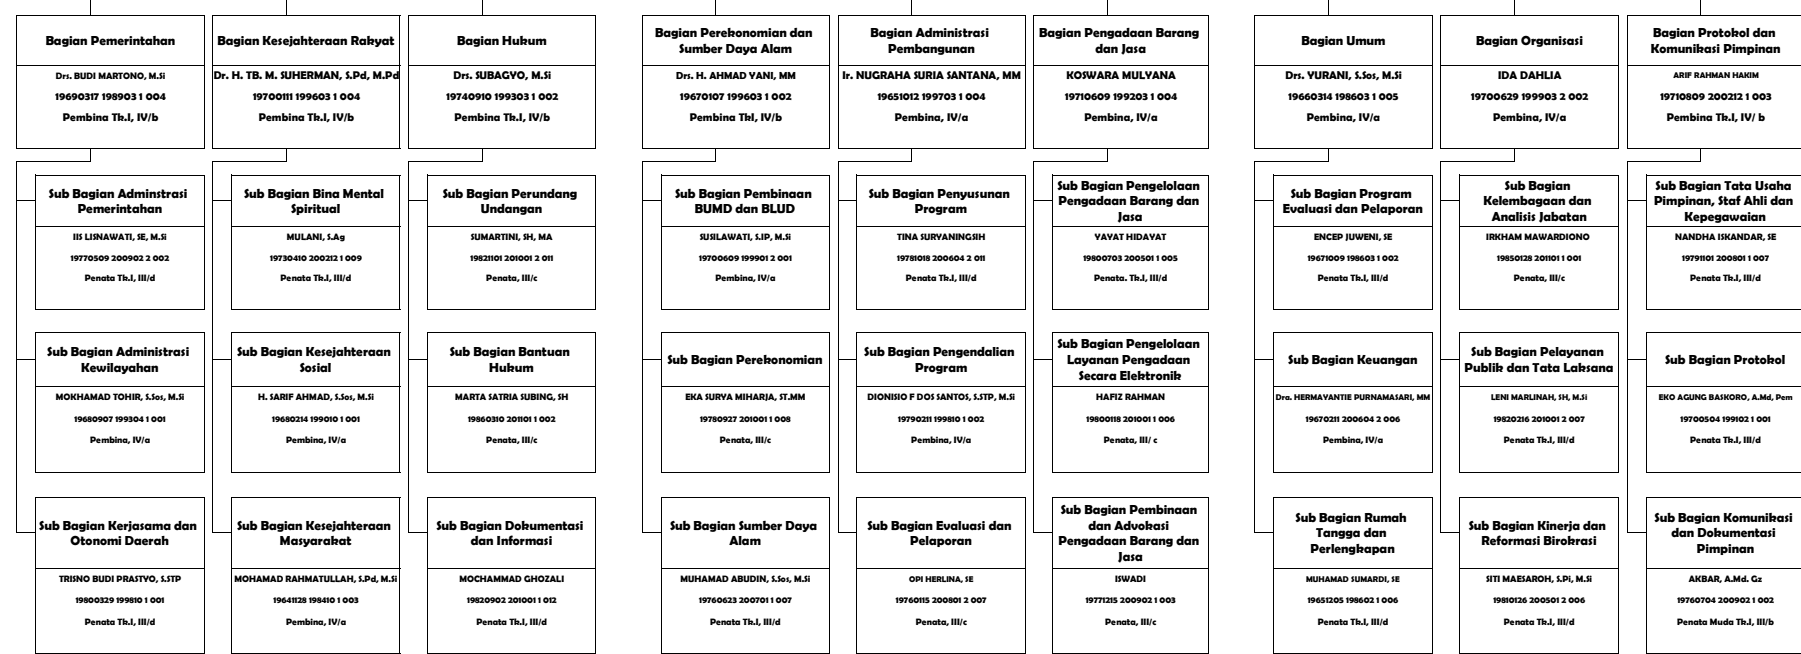 Bagian Pemerintahan
Drs. BUDI MARTONO, M.Si
19690317 198903 1 004
Pembina Tk.I, IV/b
Bagian Kesejahteraan Rakyat
Dr. H. TB. M. SUHERMAN, S.Pd, M.Pd
19700111 199603 1 004
Pembina Tk.I, IV/b
Bagian Hukum
Drs. SUBAGYO, M.Si
19740910 199303 1 002
Pembina Tk.I, IV/b
Bagian Perekonomian dan
Sumber Daya Alam
Drs. H. AHMAD YANI, MM
19670107 199603 1 002
Pembina TkI, IV/b
Bagian Administrasi
Pembangunan
Ir. NUGRAHA SURIA SANTANA, MM
19651012 199703 1 004
Pembina, IV/a
Bagian Pengadaan Barang
dan Jasa
KOSWARA MULYANA
19710609 199203 1 004
Pembina, IV/a
Bagian Umum
Drs. YURANI, S.Sos, M.Si
19660314 198603 1 005
Pembina, IV/a
Bagian Organisasi
IDA DAHLIA
19700629 199903 2 002
Pembina, IV/a
Bagian Protokol dan
Komunikasi Pimpinan
ARIF RAHMAN HAKIM
19710809 200212 1 003
Pembina Tk.I, IV/ b
Sub Bagian Adminstrasi
Pemerintahan
IIS LISNAWATI, SE, M.Si
19770509 200902 2 002
Penata Tk.I, III/d
Sub Bagian Bina Mental
Spiritual
MULANI, S.Ag
19730410 200212 1 009
Penata Tk.I, III/d
Sub Bagian Perundang
Undangan
SUMARTINI, SH, MA
19821101 201001 2 011
Penata, III/c
Sub Bagian Pembinaan
BUMD dan BLUD
SUSILAWATI, S.IP, M.Si
19700609 199901 2 001
Pembina, IV/a
Sub Bagian Penyusunan
Program
TINA SURYANINGSIH
19781018 200604 2 011
Penata Tk.I, III/d
Sub Bagian Pengelolaan
Pengadaan Barang dan
Jasa
YAYAT HIDAYAT
19800703 200501 1 005
Penata. Tk.I, III/d
Sub Bagian Program
Evaluasi dan Pelaporan
ENCEP JUWENI, SE
19671009 198603 1 002
Penata Tk.I, III/d
Sub Bagian
Kelembagaan dan
Analisis Jabatan
IRKHAM MAWARDIONO
19850128 201101 1 001
Penata, III/c
Sub Bagian Tata Usaha
Pimpinan, Staf Ahli dan
Kepegawaian
NANDHA ISKANDAR, SE
19791101 200801 1 007
Penata Tk.I, III/d
Sub Bagian Administrasi
Kewilayahan
MOKHAMAD TOHIR, S.Sos, M.Si
19680907 199304 1 001
Pembina, IV/a
Sub Bagian Kesejahteraan
Sosial
H. SARIF AHMAD, S.Sos, M.Si
19680214 199010 1 001
Pembina, IV/a
Sub Bagian Bantuan
Hukum
MARTA SATRIA SUBING, SH
19860310 201101 1 002
Penata, III/c
Sub Bagian Perekonomian
EKA SURYA MIHARJA, ST.MM
19780927 201001 1 008
Penata, III/c
Sub Bagian Pengendalian
Program
DIONISIO F DOS SANTOS, S.STP, M.Si
19790211 199810 1 002
Pembina, IV/a
Sub Bagian Pengelolaan
Layanan Pengadaan
Secara Elektronik
HAFIZ RAHMAN
19800118 201001 1 006
Penata, III/ c
Sub Bagian Keuangan
Dra. HERMAYANTIE PURNAMASARI, MM
19670211 200604 2 006
Pembina, IV/a
Sub Bagian Pelayanan
Publik dan Tata Laksana
LENI MARLINAH, SH, M.Si
19820216 201001 2 007
Penata Tk.I, III/d
Sub Bagian Protokol
EKO AGUNG BASKORO, A.Md, Pem
19700504 199102 1 001
Penata Tk.I, III/d
Sub Bagian Kerjasama dan
Otonomi Daerah
TRISNO BUDI PRASTYO, S.STP
19800329 199810 1 001
Penata Tk.I, III/d
Sub Bagian Kesejahteraan
Masyarakat
MOHAMAD RAHMATULLAH, S.Pd, M.Si
19641128 198410 1 003
Pembina, IV/a
Sub Bagian Dokumentasi
dan Informasi
MOCHAMMAD GHOZALI
19820902 201001 1 012
Penata Tk.I, III/d
Sub Bagian Sumber Daya
Alam
MUHAMAD ABUDIN, S.Sos, M.Si
19760623 200701 1 007
Penata Tk.I, III/d
Sub Bagian Evaluasi dan
Pelaporan
OPI HERLINA, SE
19760115 200801 2 007
Penata, III/c
Sub Bagian Pembinaan
dan Advokasi
Pengadaan Barang dan
Jasa
ISWADI
19771215 200902 1 003
Penata, III/c
Sub Bagian Rumah
Tangga dan
Perlengkapan
MUHAMAD SUMARDI, SE
19651205 198602 1 006
Penata Tk.I, III/d
Sub Bagian Kinerja dan
Reformasi Birokrasi
SITI MAESAROH, S.Pi, M.Si
19810126 200501 2 006
Penata Tk.I, III/d
Sub Bagian Komunikasi
dan Dokumentasi
Pimpinan
AKBAR, A.Md. Gz
19760704 200902 1 002
Penata Muda Tk.I, III/b